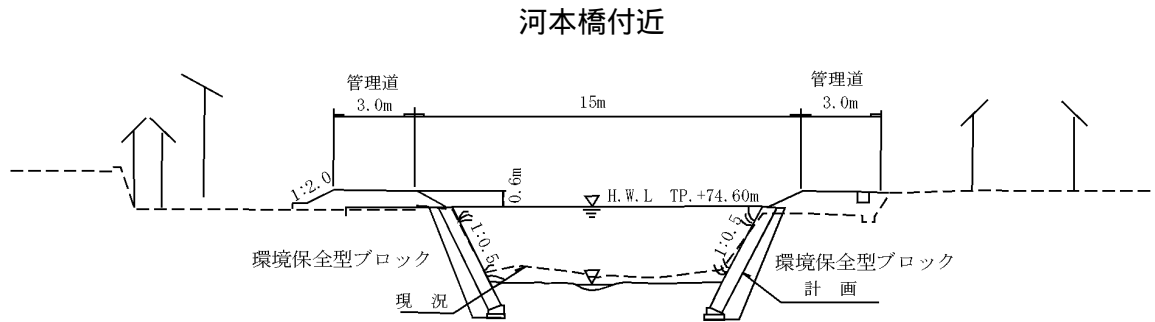 河本橋付近
管理道
3.0m
15m
管理道
3.0m
1:2.0
0.6m
H.W.L TP.+74.60m
1:0.5
1:0.5
環境保全型ブロック
環境保全型ブロック
現 況
計 画